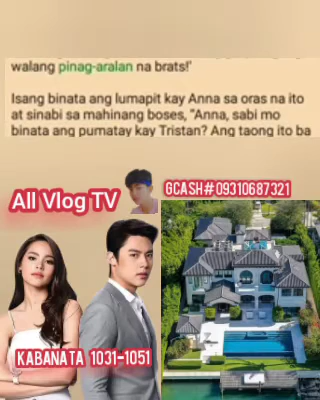 walang pinag-aralan na brats!'
Isang binata ang lumapit kay Anna sa oras na ito
at sinabi sa mahinang boses, "Anna, sabi mo
binata ang pumatay kay Tristan? Ang taong ito ba
All Vlog TV
GCASH#09310687321
KABANATA 1031-1051